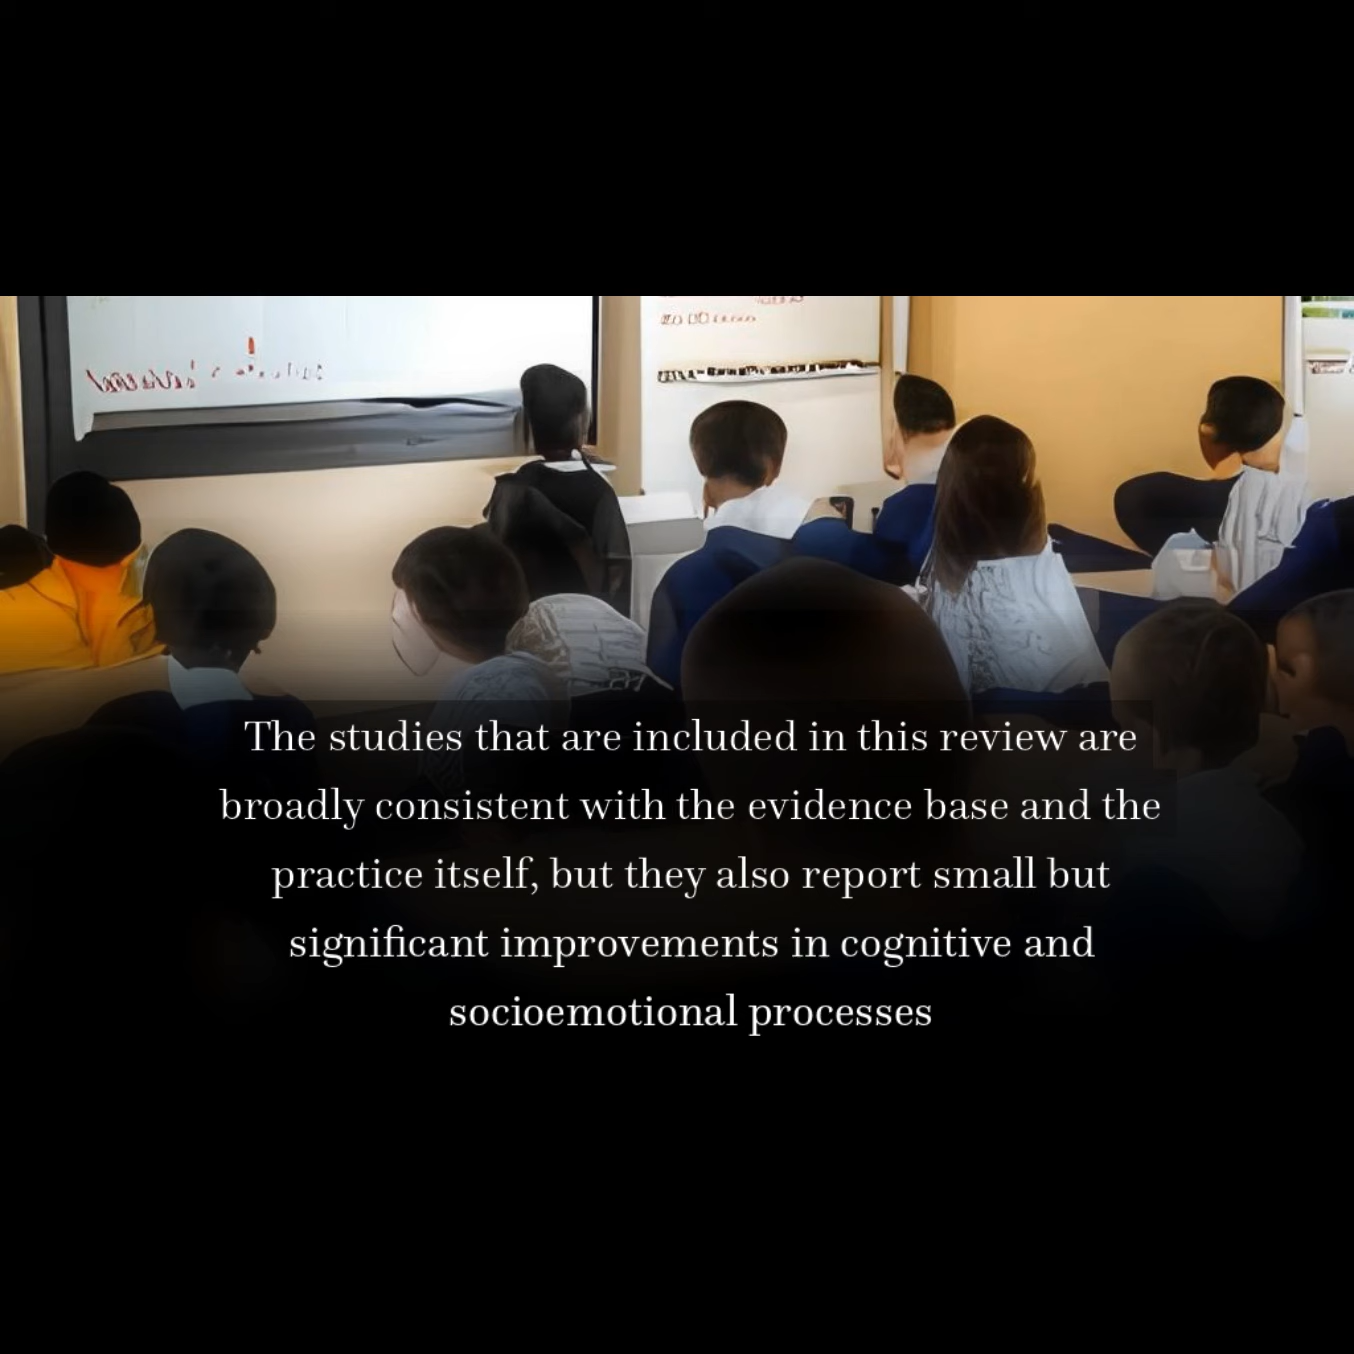 The studies that are included in this review are
broadly consistent with the evidence base and the
practice itself, but they also report small but
significant improvements in cognitive and
socioemotional processes